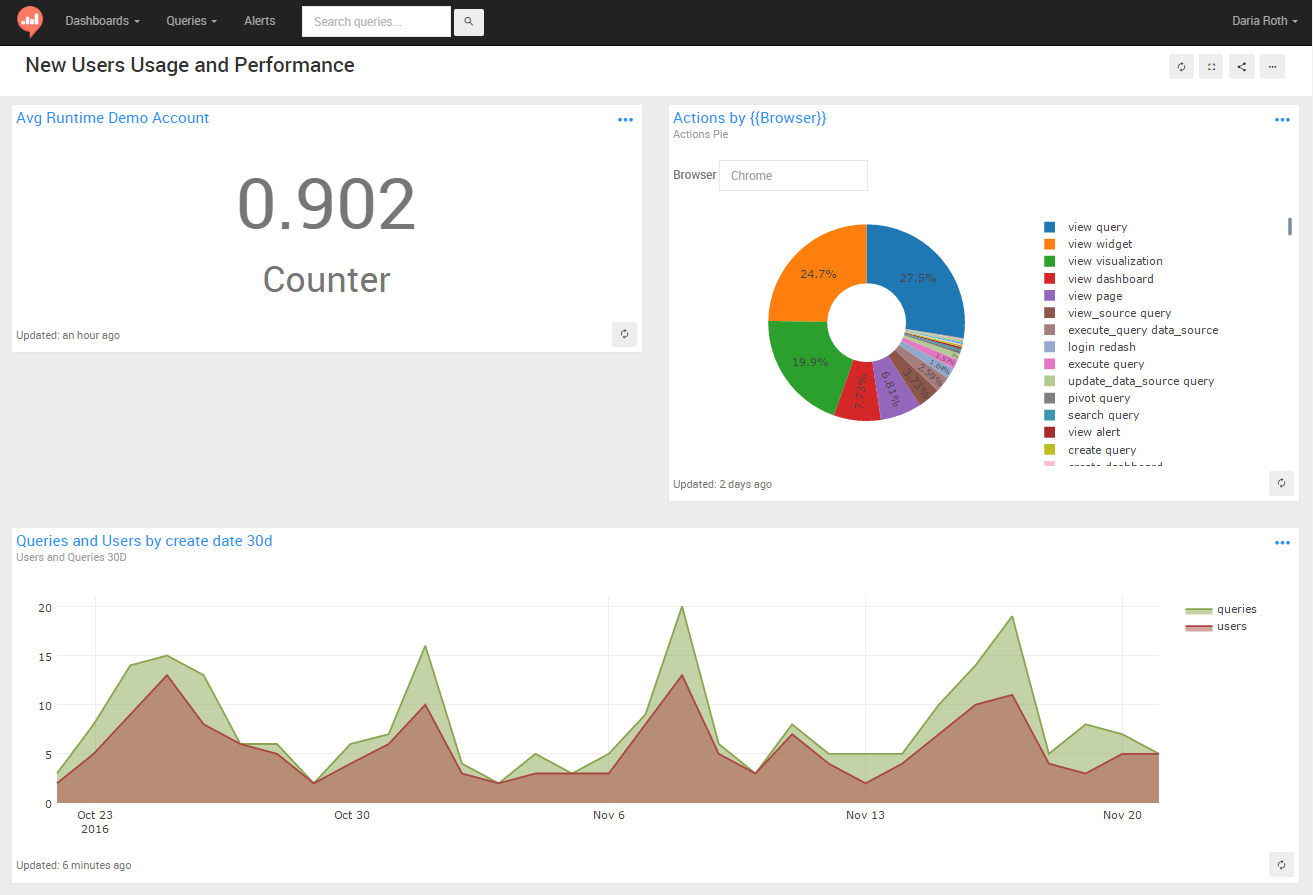 Dashboards Queries Alerts Search queries... Daria Roth
New Users Usage and Performance
Avg Runtime Demo Account
0.902
Counter
Updated: an hour ago
Actions by {{Browser}}
Actions Pie
Browser Chrome
27.5%
24.7%
19.9%
7.73%
6.81%
3.73%
2.59%
1.84%
1.57%
view query
view widget
view visualization
view dashboard
view page
view_source query
execute_query data_source
login redash
execute query
update_data_source query
pivot query
search query
view alert
create query
create dashboard
Updated: 2 days ago
Queries and Users by create date 30d
Users and Queries 30D
20
15
10
5
0
Oct 23
2016
Oct 30
Nov 6
Nov 13
Nov 20
queries
users
Updated: 6 minutes ago